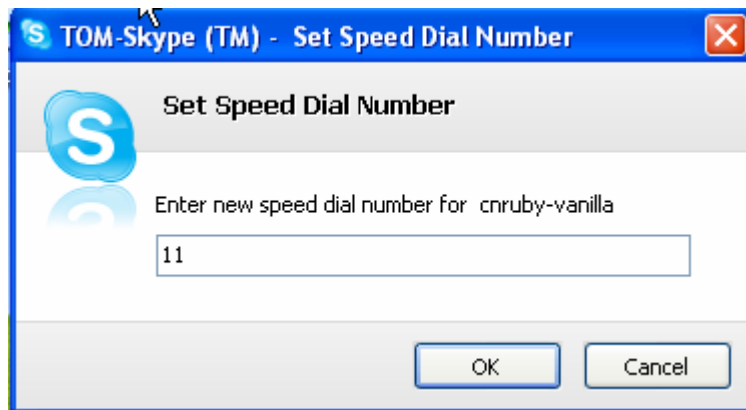 TOM-Skype (TM) - Set Speed Dial Number
Set Speed Dial Number
Enter new speed dial number for cnruby-vanilla
11
OK Cancel